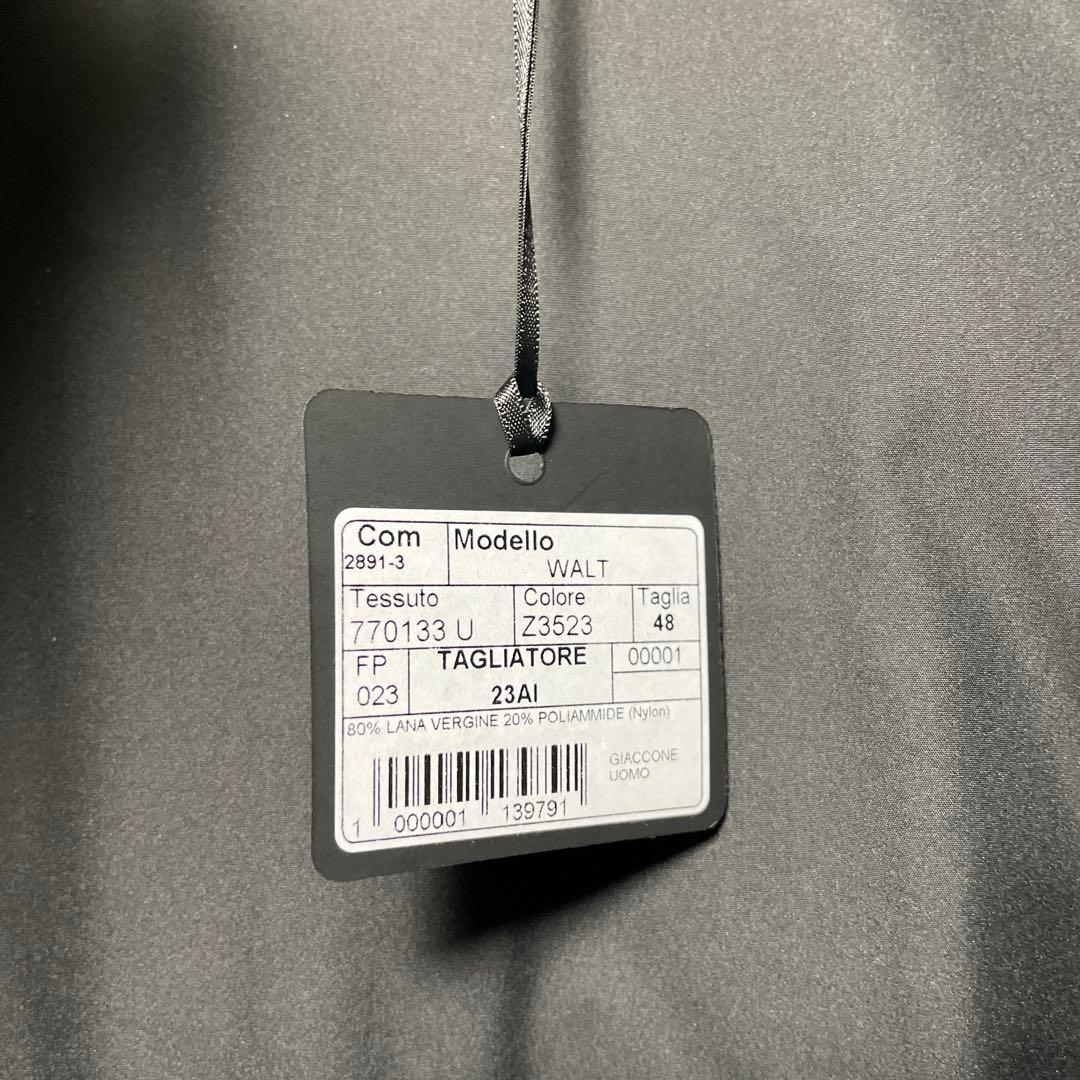 Com
2891-3
Modello
WALT
Tessuto
770133 U
Colore
Z3523
Taglia
48
FP
023
TAGLIATORE
23AI
00001
80% LANA VERGINE 20% POLIAMMIDE (Nylon)
GIACCONE
UOMO
1 000001 139791